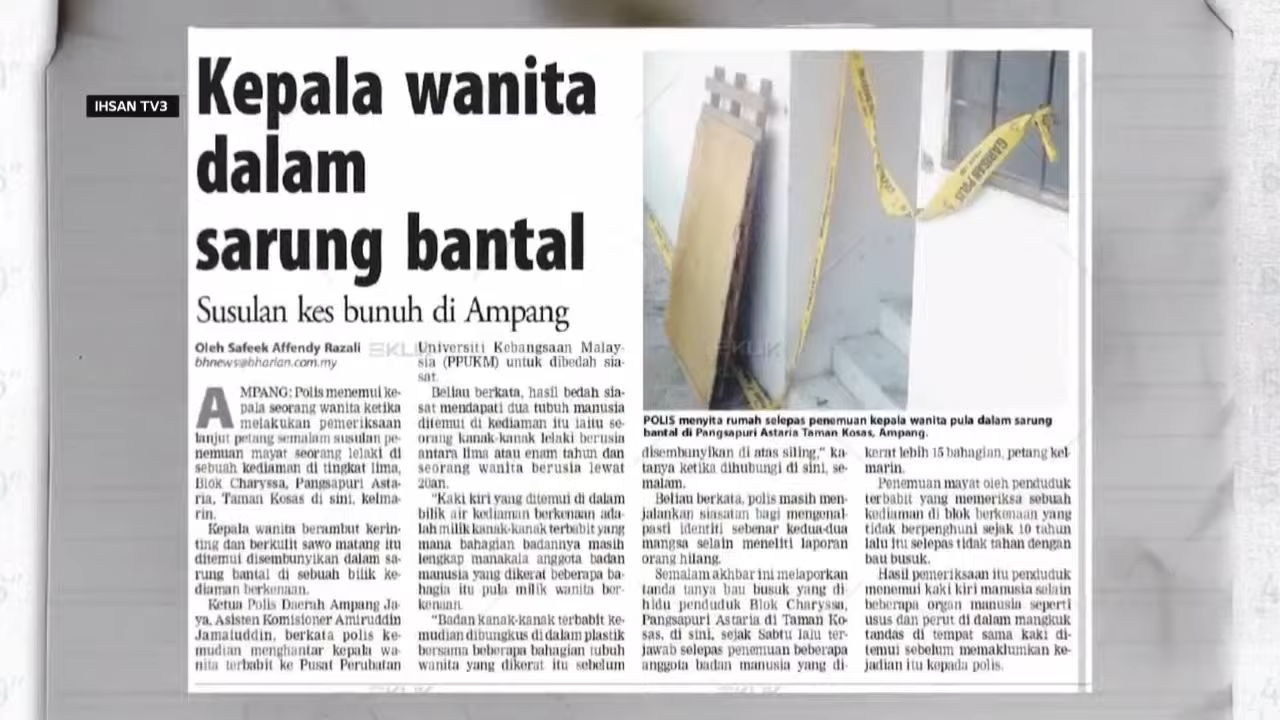 IHSAN TV3
Kepala wanita
dalam
sarung bantal
Susulan kes bunuh di Ampang
Oleh Safeek Affendy Razali
bhnews@bharian.com.my
AMPANG: Polis menemui ke-
pala seorang wanita ketika
melakukan pemeriksaan
lanjut petang semalam susulan pe-
nemuan mayat seorang lelaki di
sebuah kediaman di tingkat lima,
Blok Charyssa, Pangsapuri Asta-
ria, Taman Kosas di sini, kelma-
rin.
Kepala wanita berambut kerin-
ting dan berkulit sawo matang itu
ditemui disembunyikan dalam sa-
rung bantal di sebuah bilik ke-
diaman berkenaan.
Ketua Polis Daerah Ampang Ja-
ya, Asisten Komisioner Amiruddin
Jamaluddin, berkata polis ke-
mudian menghantar kepala wa-
nita terbabit ke Pusat Perubatan
Universiti Kebangsaan Malay-
sia (PPUKM) untuk dibedah sia-
sat.
Beliau berkata, hasil bedah sia-
sat mendapati dua tubuh manusia
ditemui di kediaman itu iaitu se-
orang kanak-kanak lelaki berusia
antara lima atau enam tahun dan
seorang wanita berusia lewat
20an.
"Kaki kiri yang ditemui di dalam
bilik air kediaman berkenaan ada-
lah milik kanak-kanak terbabit yang
mana bahagian badannya masih
lengkap manakala anggota badan
manusia yang dikerat beberapa ba-
hagia itu pula milik wanita ber-
kenaan.
"Badan kanak-kanak terbabit ke-
mudian dibungkus di dalam plastik
bersama beberapa bahagian tubuh
wanita yang dikerat itu sebelum
GARISAN POLIS
POLIS menyita rumah selepas penemuan kepala wanita pula dalam sarung
bantal di Pangsapuri Astaria Taman Kosas, Ampang.
disembunyikan di atas siling," ka-
tanya ketika dihubungi di sini, se-
malam.
Beliau berkata, polis masih men-
jalankan siasatan bagi mengenal-
pasti identiti sebenar kedua-dua
mangsa selain meneliti laporan
orang hilang.
Semalam akhbar ini melaporkan
tanda tanya bau busuk yang di-
hidu penduduk Blok Charyssa,
Pangsapuri Astaria di Taman Ko-
sas, di sini, sejak Sabtu lalu ter-
jawab selepas penemuan beberapa
anggota badan manusia yang di-
kerat lebih 15 bahagian, petang kel-
marin.
Penemuan mayat oleh penduduk
terbabit yang memeriksa sebuah
kediaman di blok berkenaan yang
tidak berpenghuni sejak 10 tahun
lalu itu selepas tidak tahan dengan
bau busuk.
Hasil pemeriksaan itu penduduk
menemui kaki kiri manusia selain
beberapa organ manusia seperti
usus dan perut di dalam mangkuk
tandas di tempat sama kaki di-
temui sebelum memaklumkan ke-
jadian itu kepada polis.